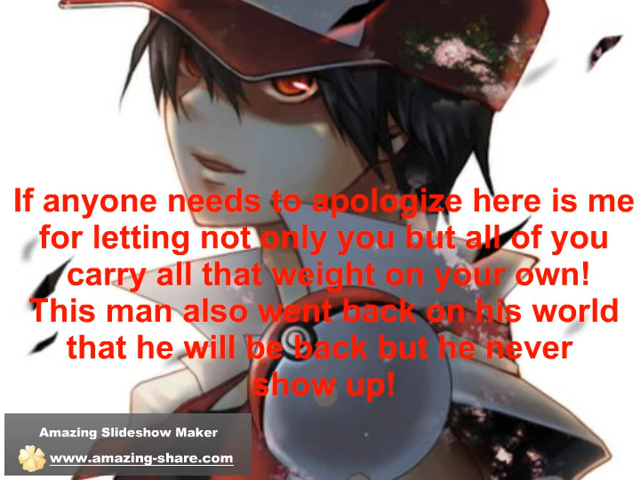 If anyone needs to apologize here is me
for letting not only you but all of you
carry all that weight on your own!
This man also went back on his world
that he will be back but he never
show up!
Amazing Slideshow Maker
www.amazing-share.com